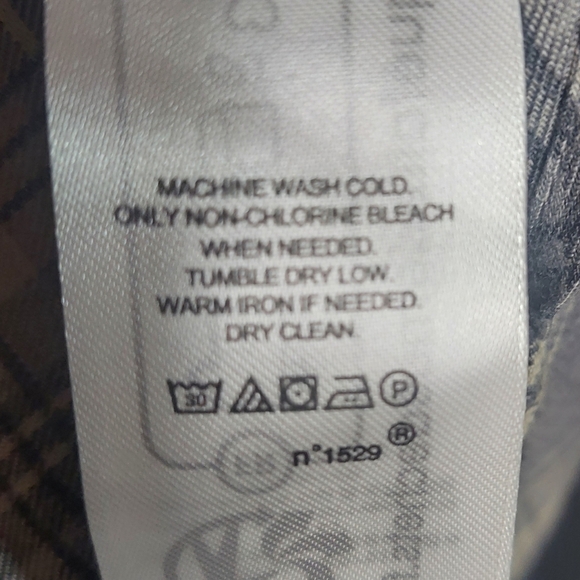 MACHINE WASH COLD.
ONLY NON-CHLORINE BLEACH
WHEN NEEDED.
TUMBLE DRY LOW.
WARM IRON IF NEEDED.
DRY CLEAN.
30
P
n°1529 ®